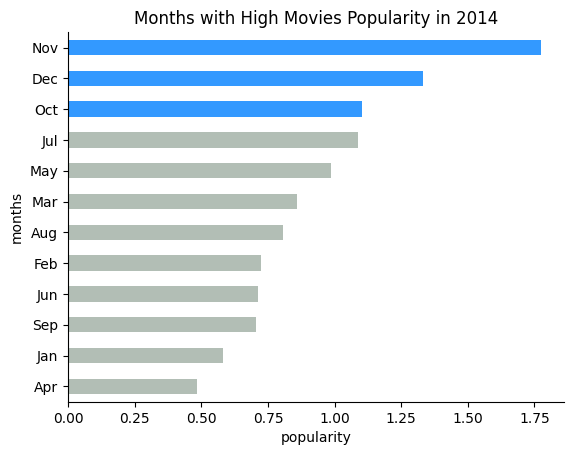 Months with High Movies Popularity in 2014
Nov
Dec
Oct
Jul
May
Mar
Aug
Feb
Jun
Sep
Jan
Apr
months
0.00 0.25 0.50 0.75 1.00 1.25 1.50 1.75
popularity